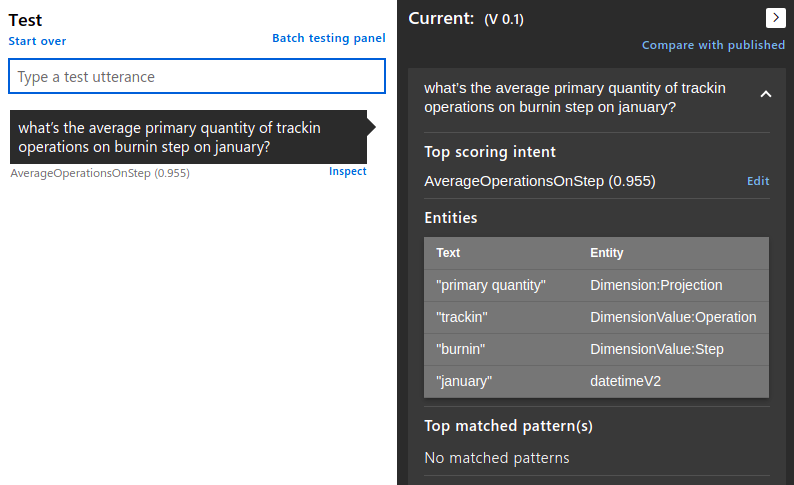 Test
Start over
Batch testing panel
Type a test utterance
what's the average primary quantity of trackin
operations on burnin step on january?
AverageOperationsOnStep (0.955)
Inspect
Current: (V 0.1)
Compare with published
what's the average primary quantity of trackin
operations on burnin step on january?
Top scoring intent
AverageOperationsOnStep (0.955)
Edit
Entities
Text Entity
"primary quantity" Dimension:Projection
"trackin" DimensionValue:Operation
"burnin" DimensionValue:Step
"january" datetimeV2
Top matched pattern(s)
No matched patterns